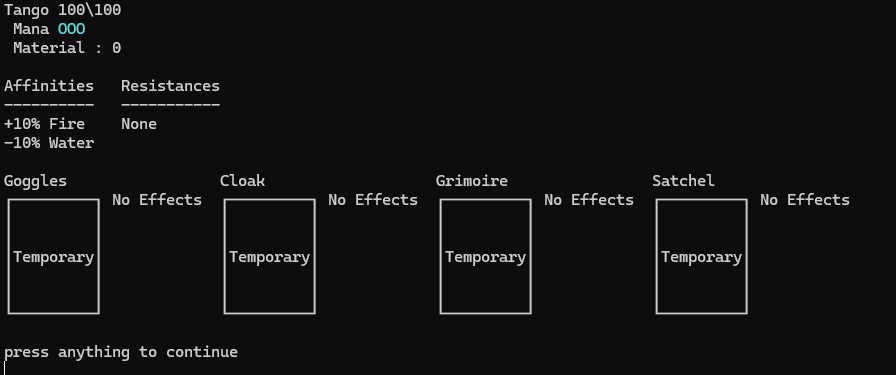 Tango 100\100
Mana OOO
Material : 0
Affinities Resistances
---------- -----------
+10% Fire None
-10% Water
Goggles Cloak Grimoire Satchel
No Effects No Effects No Effects No Effects
Temporary Temporary Temporary Temporary
press anything to continue